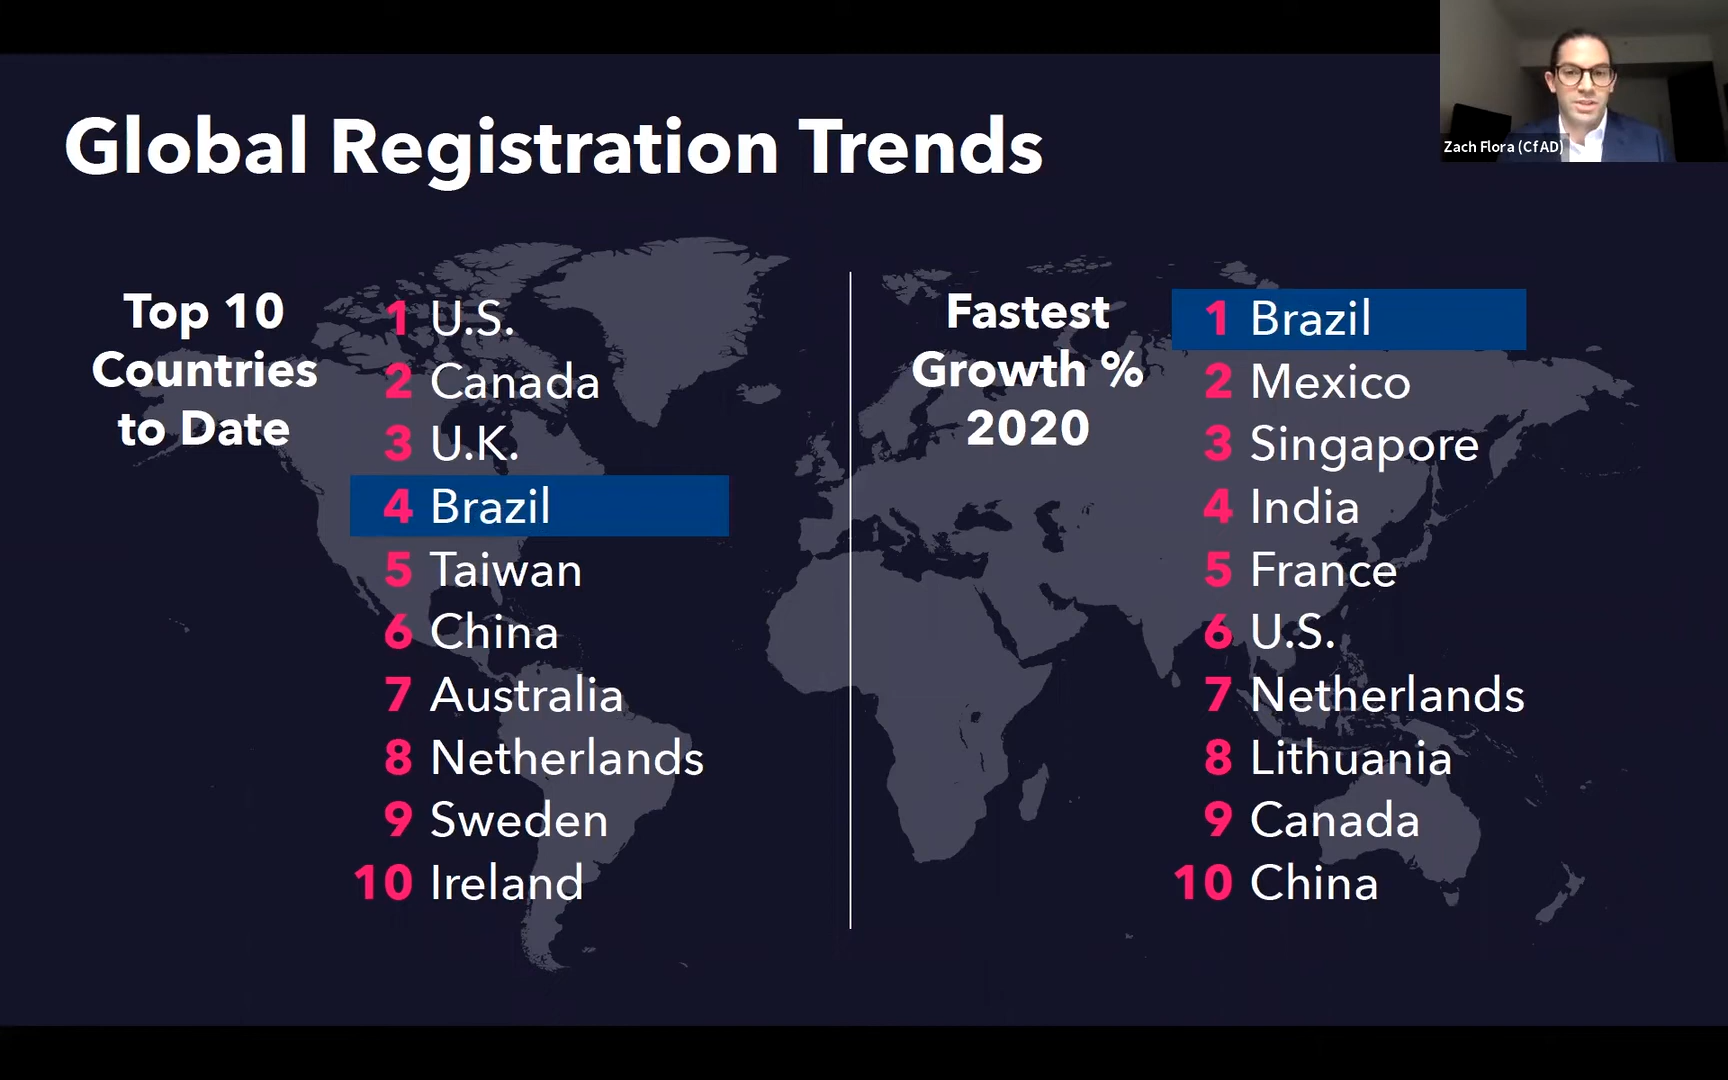 Zach Flora (CfAD)
Global Registration Trends
Top 10
Countries
to Date
1 U.S.
2 Canada
3 U.K.
4 Brazil
5 Taiwan
6 China
7 Australia
8 Netherlands
9 Sweden
10 Ireland
Fastest
Growth %
2020
1 Brazil
2 Mexico
3 Singapore
4 India
5 France
6 U.S.
7 Netherlands
8 Lithuania
9 Canada
10 China